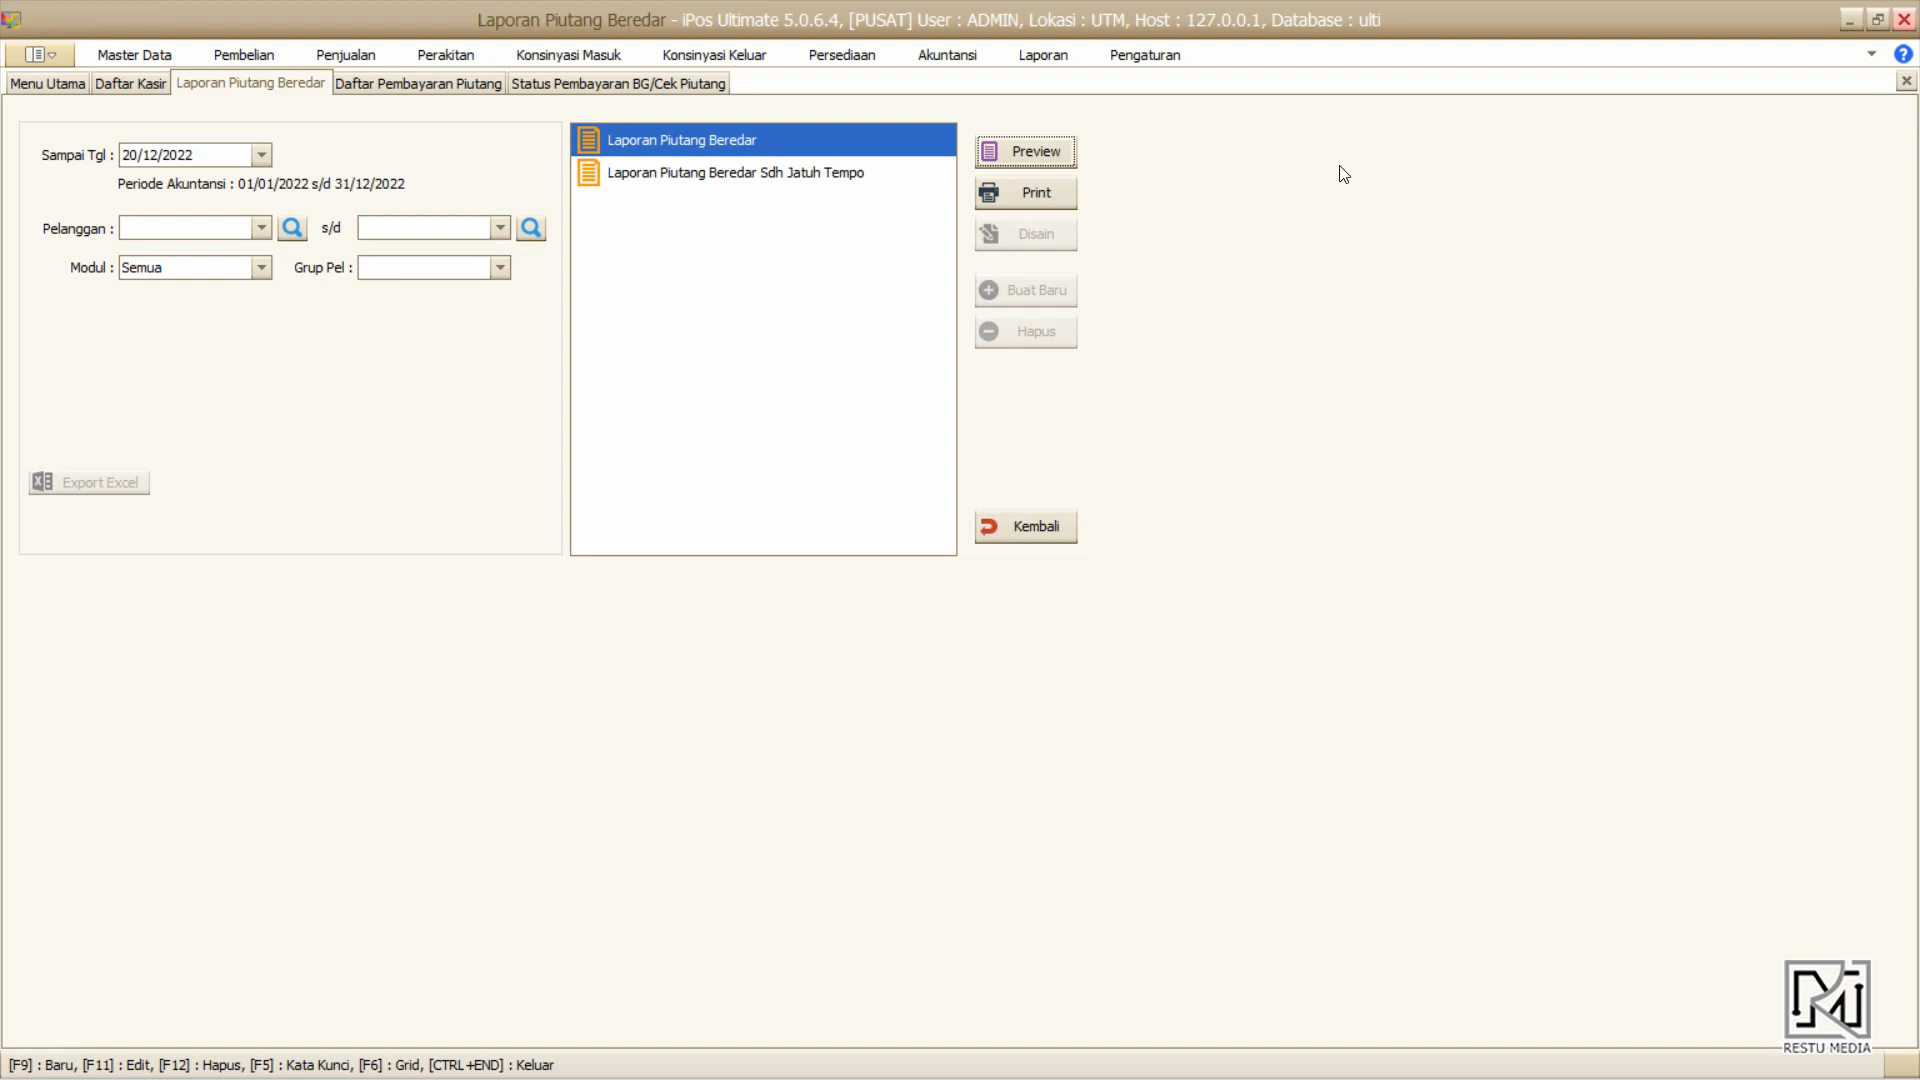 Laporan Piutang Beredar - iPos Ultimate 5.0.6.4, [PUSAT] User : ADMIN, Lokasi : UTM, Host : 127.0.0.1, Database : ulti
Master Data Pembelian Penjualan Perakitan Konsinyasi Masuk Konsinyasi Keluar Persediaan Akuntansi Laporan Pengaturan
Menu Utama Daftar Kasir Laporan Piutang Beredar Daftar Pembayaran Piutang Status Pembayaran BG/Cek Piutang
Sampai Tgl : 20/12/2022
Periode Akuntansi : 01/01/2022 s/d 31/12/2022
Pelanggan : s/d
Modul : Semua Grup Pel :
Export Excel
Laporan Piutang Beredar
Laporan Piutang Beredar Sdh Jatuh Tempo
Preview
Print
Disain
Buat Baru
Hapus
Kembali
RESTU MEDIA
[F9] : Baru, [F11] : Edit, [F12] : Hapus, [F5] : Kata Kunci, [F6] : Grid, [CTRL+END] : Keluar